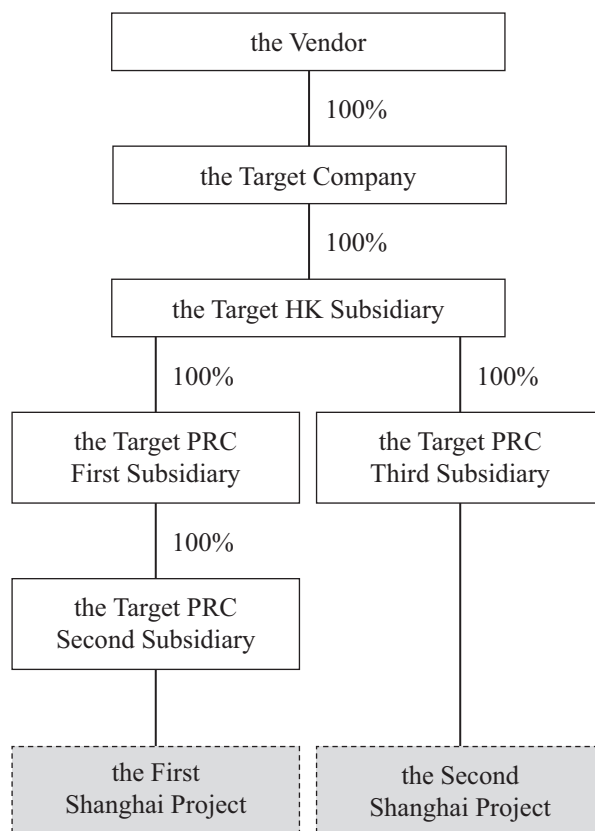 the Vendor
100%
the Target Company
100%
the Target HK Subsidiary
100%
100%
the Target PRC
First Subsidiary
the Target PRC
Third Subsidiary
100%
the Target PRC
Second Subsidiary
the First
Shanghai Project
the Second
Shanghai Project